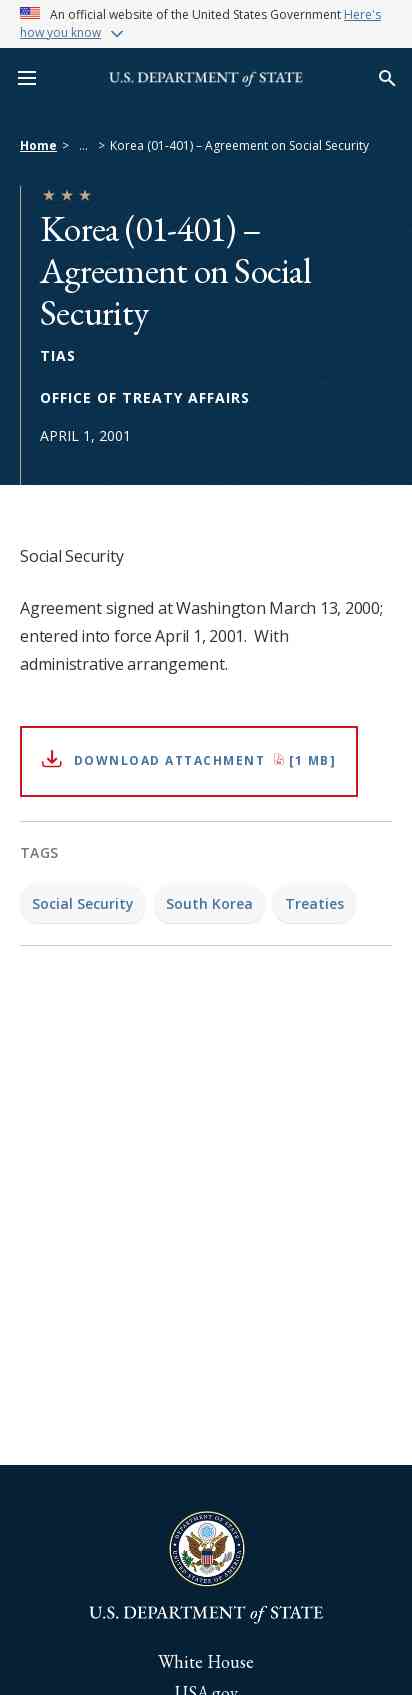 An official website of the United States Government Here's
how you know
U.S. DEPARTMENT of STATE
Home > ... > Korea (01-401) – Agreement on Social Security
Korea (01-401) –
Agreement on Social
Security
TIAS
OFFICE OF TREATY AFFAIRS
APRIL 1, 2001
Social Security
Agreement signed at Washington March 13, 2000;
entered into force April 1, 2001.  With
administrative arrangement.
DOWNLOAD ATTACHMENT [1 MB]
TAGS
Social Security South Korea Treaties
DEPARTMENT OF STATE
UNITED STATES OF AMERICA
U.S. DEPARTMENT of STATE
White House
USA.gov